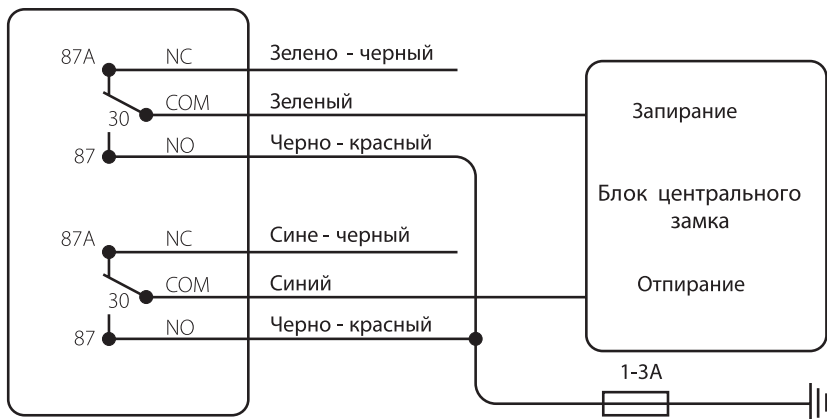 87A NC Зелено - черный
30 COM Зеленый
87 NO Черно - красный
87A NC Сине - черный
30 COM Синий
87 NO Черно - красный
Запирание
Блок центрального
замка
Отпирание
1-3А